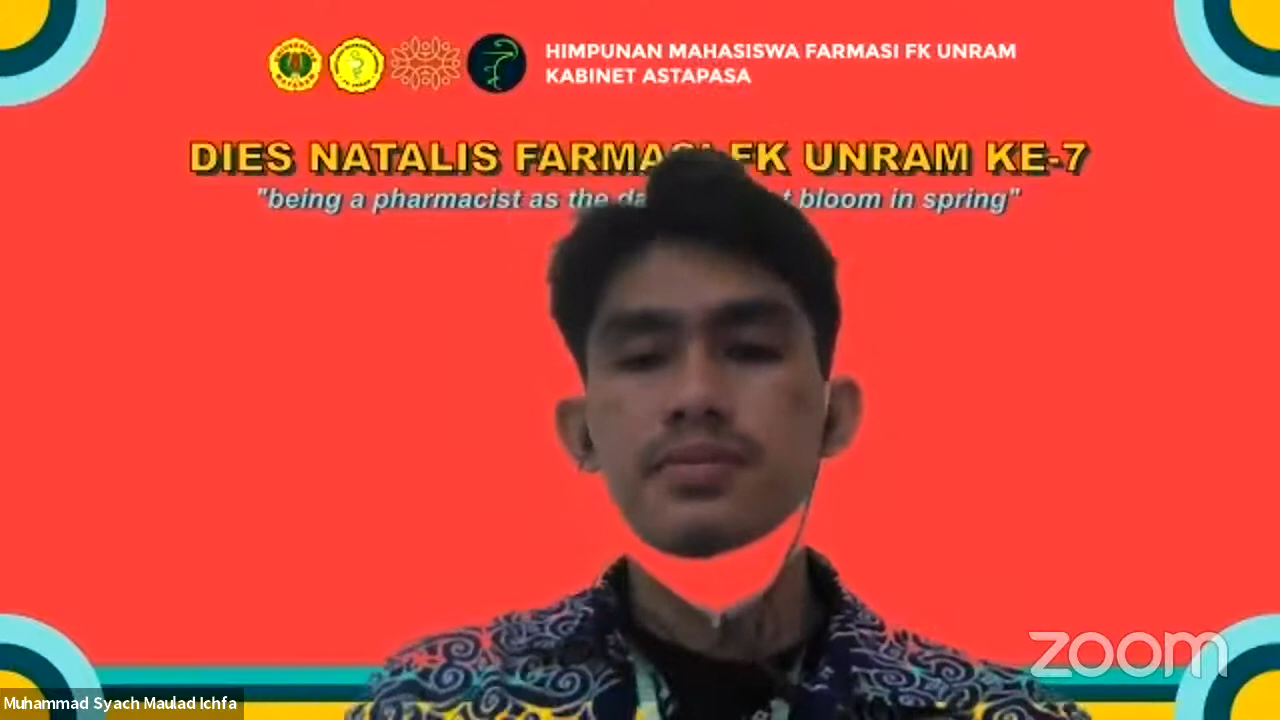 HIMPUNAN MAHASISWA FARMASI FK UNRAM
KABINET ASTAPASA
DIES NATALIS FARMASI FK UNRAM KE-7
"being a pharmacist as the da t bloom in spring"
zoom
Muhammad Syach Maulad Ichfa